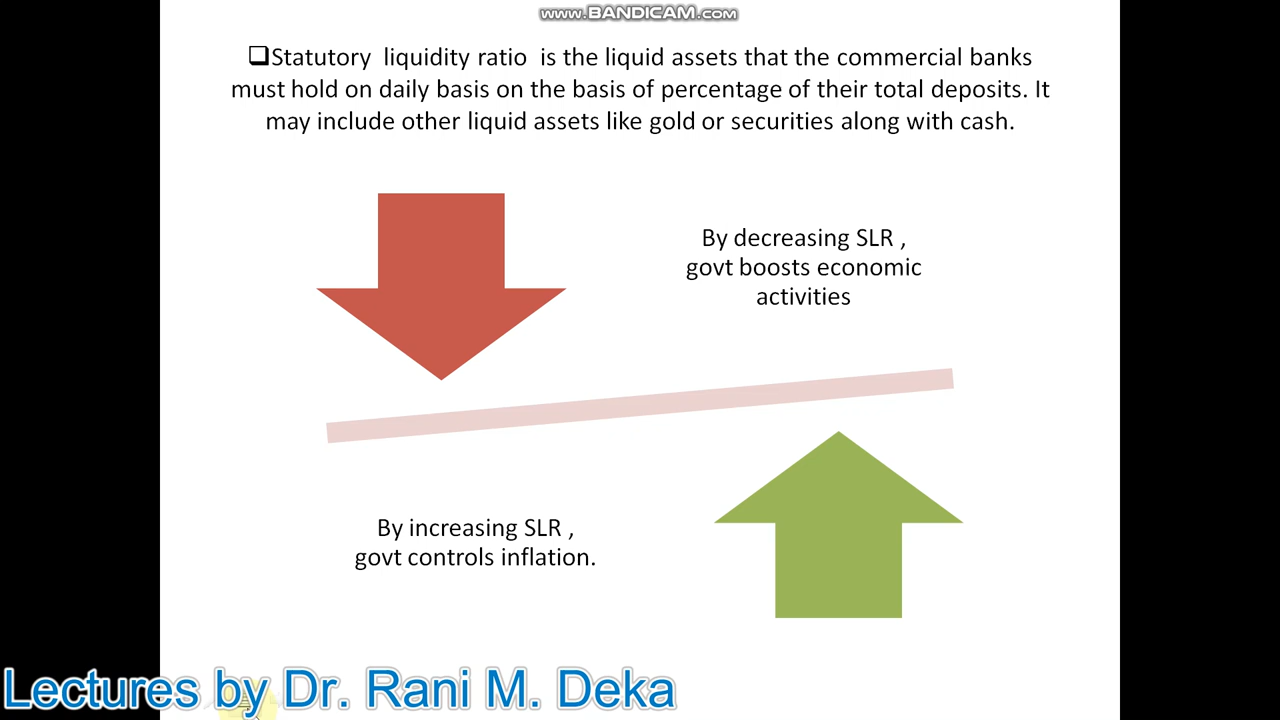 www.BANDICAM.com
❑Statutory liquidity ratio is the liquid assets that the commercial banks
must hold on daily basis on the basis of percentage of their total deposits. It
may include other liquid assets like gold or securities along with cash.
By decreasing SLR ,
govt boosts economic
activities
By increasing SLR ,
govt controls inflation.
Lectures by Dr. Rani M. Deka